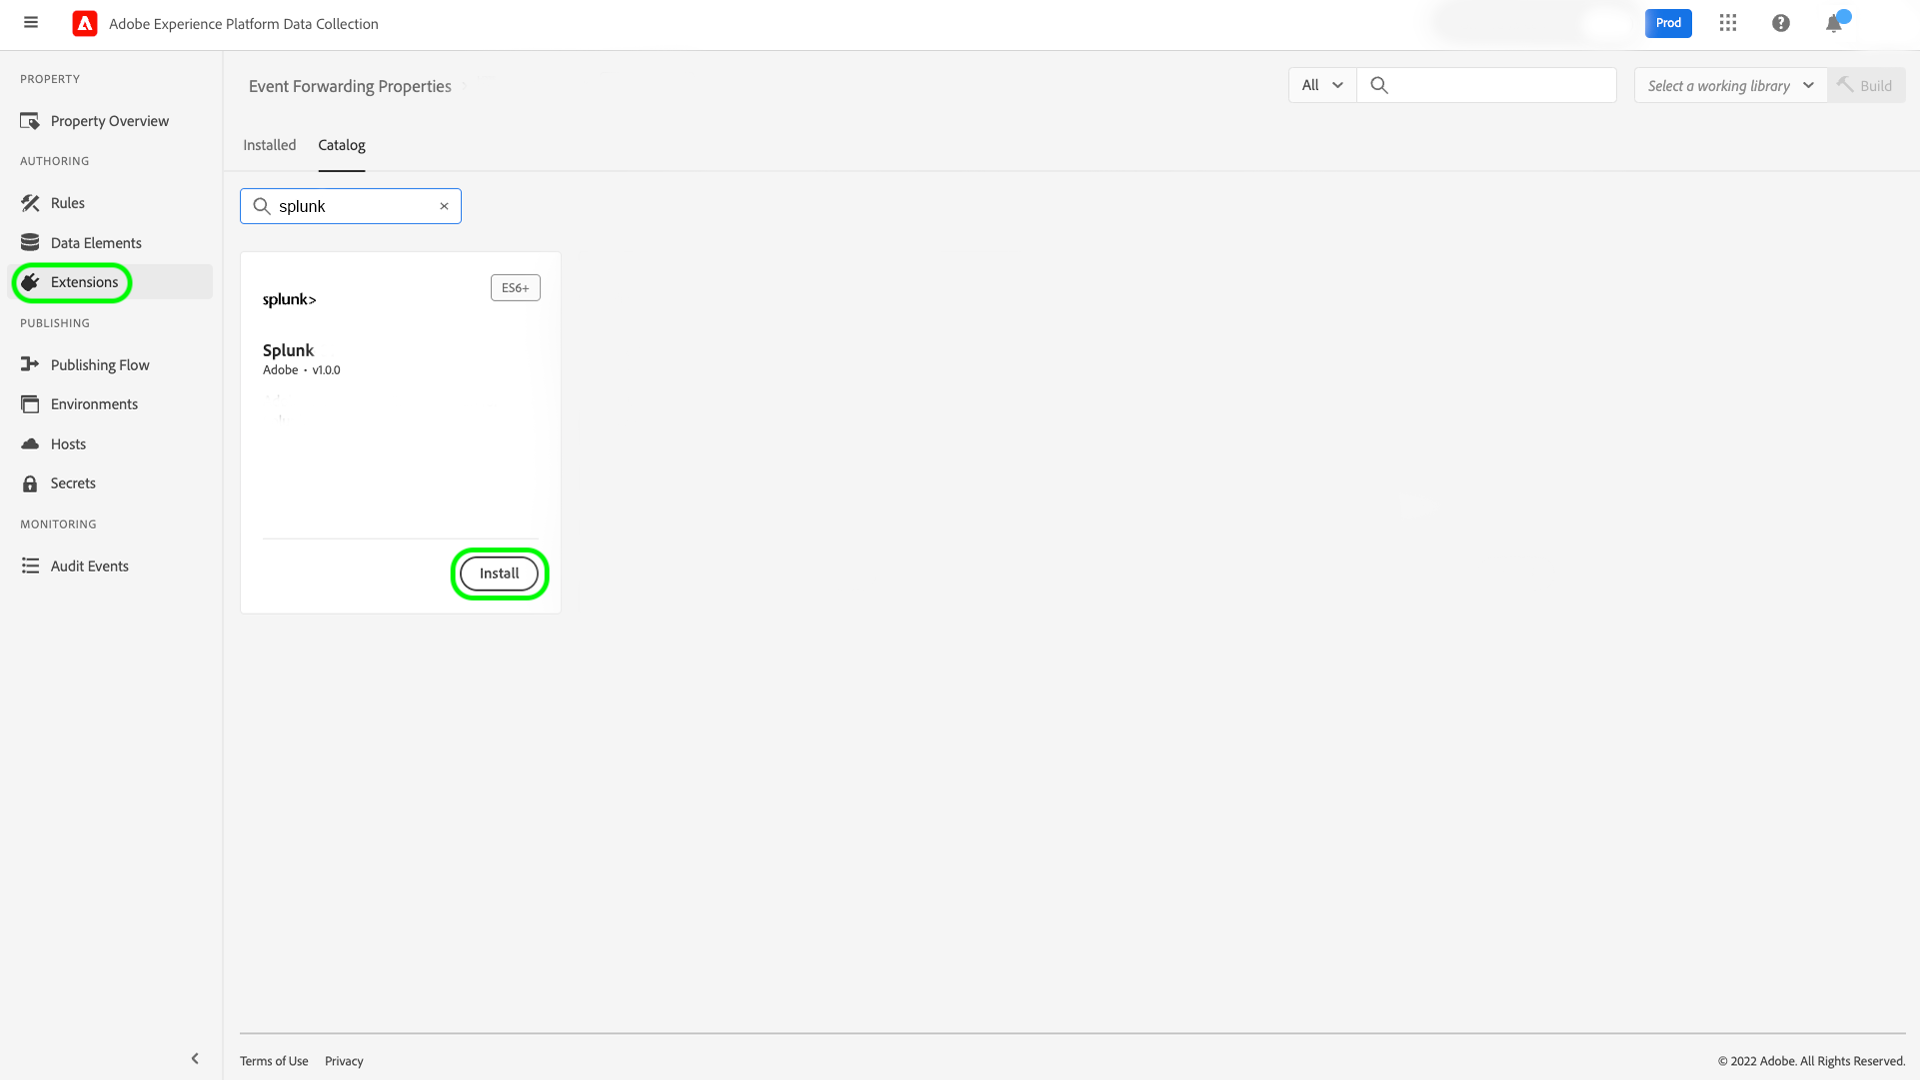 Adobe Experience Platform Data Collection
Prod
PROPERTY
Property Overview
AUTHORING
Rules
Data Elements
Extensions
PUBLISHING
Publishing Flow
Environments
Hosts
Secrets
MONITORING
Audit Events
Event Forwarding Properties
All
Select a working library
Build
Installed
Catalog
splunk
splunk>
ES6+
Splunk
Adobe • v1.0.0
Install
Terms of Use
Privacy
© 2022 Adobe. All Rights Reserved.